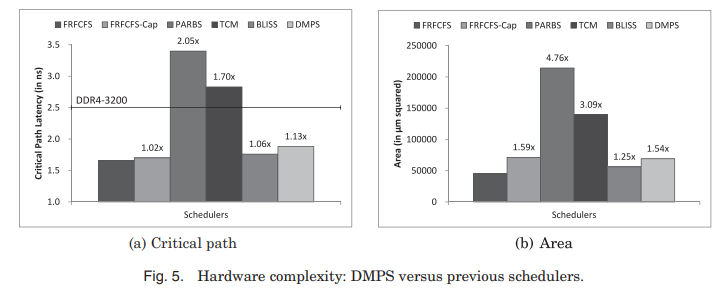 FRFCFS FRFCFS-Cap PARBS TCM BLISS DMPS
2.05x
3.5
3.0
1.70x
DDR4-3200
2.5
2.0
1.02x
1.06x
1.13x
1.5
1.0
Critical Path Latency (in ns)
Schedulers
(a) Critical path
FRFCFS FRFCFS-Cap PARBS TCM BLISS DMPS
250000
4.76x
200000
3.09x
150000
100000
1.59x
1.25x
1.54x
50000
0
Area (in µm squared)
Schedulers
(b) Area
Fig. 5. Hardware complexity: DMPS versus previous schedulers.